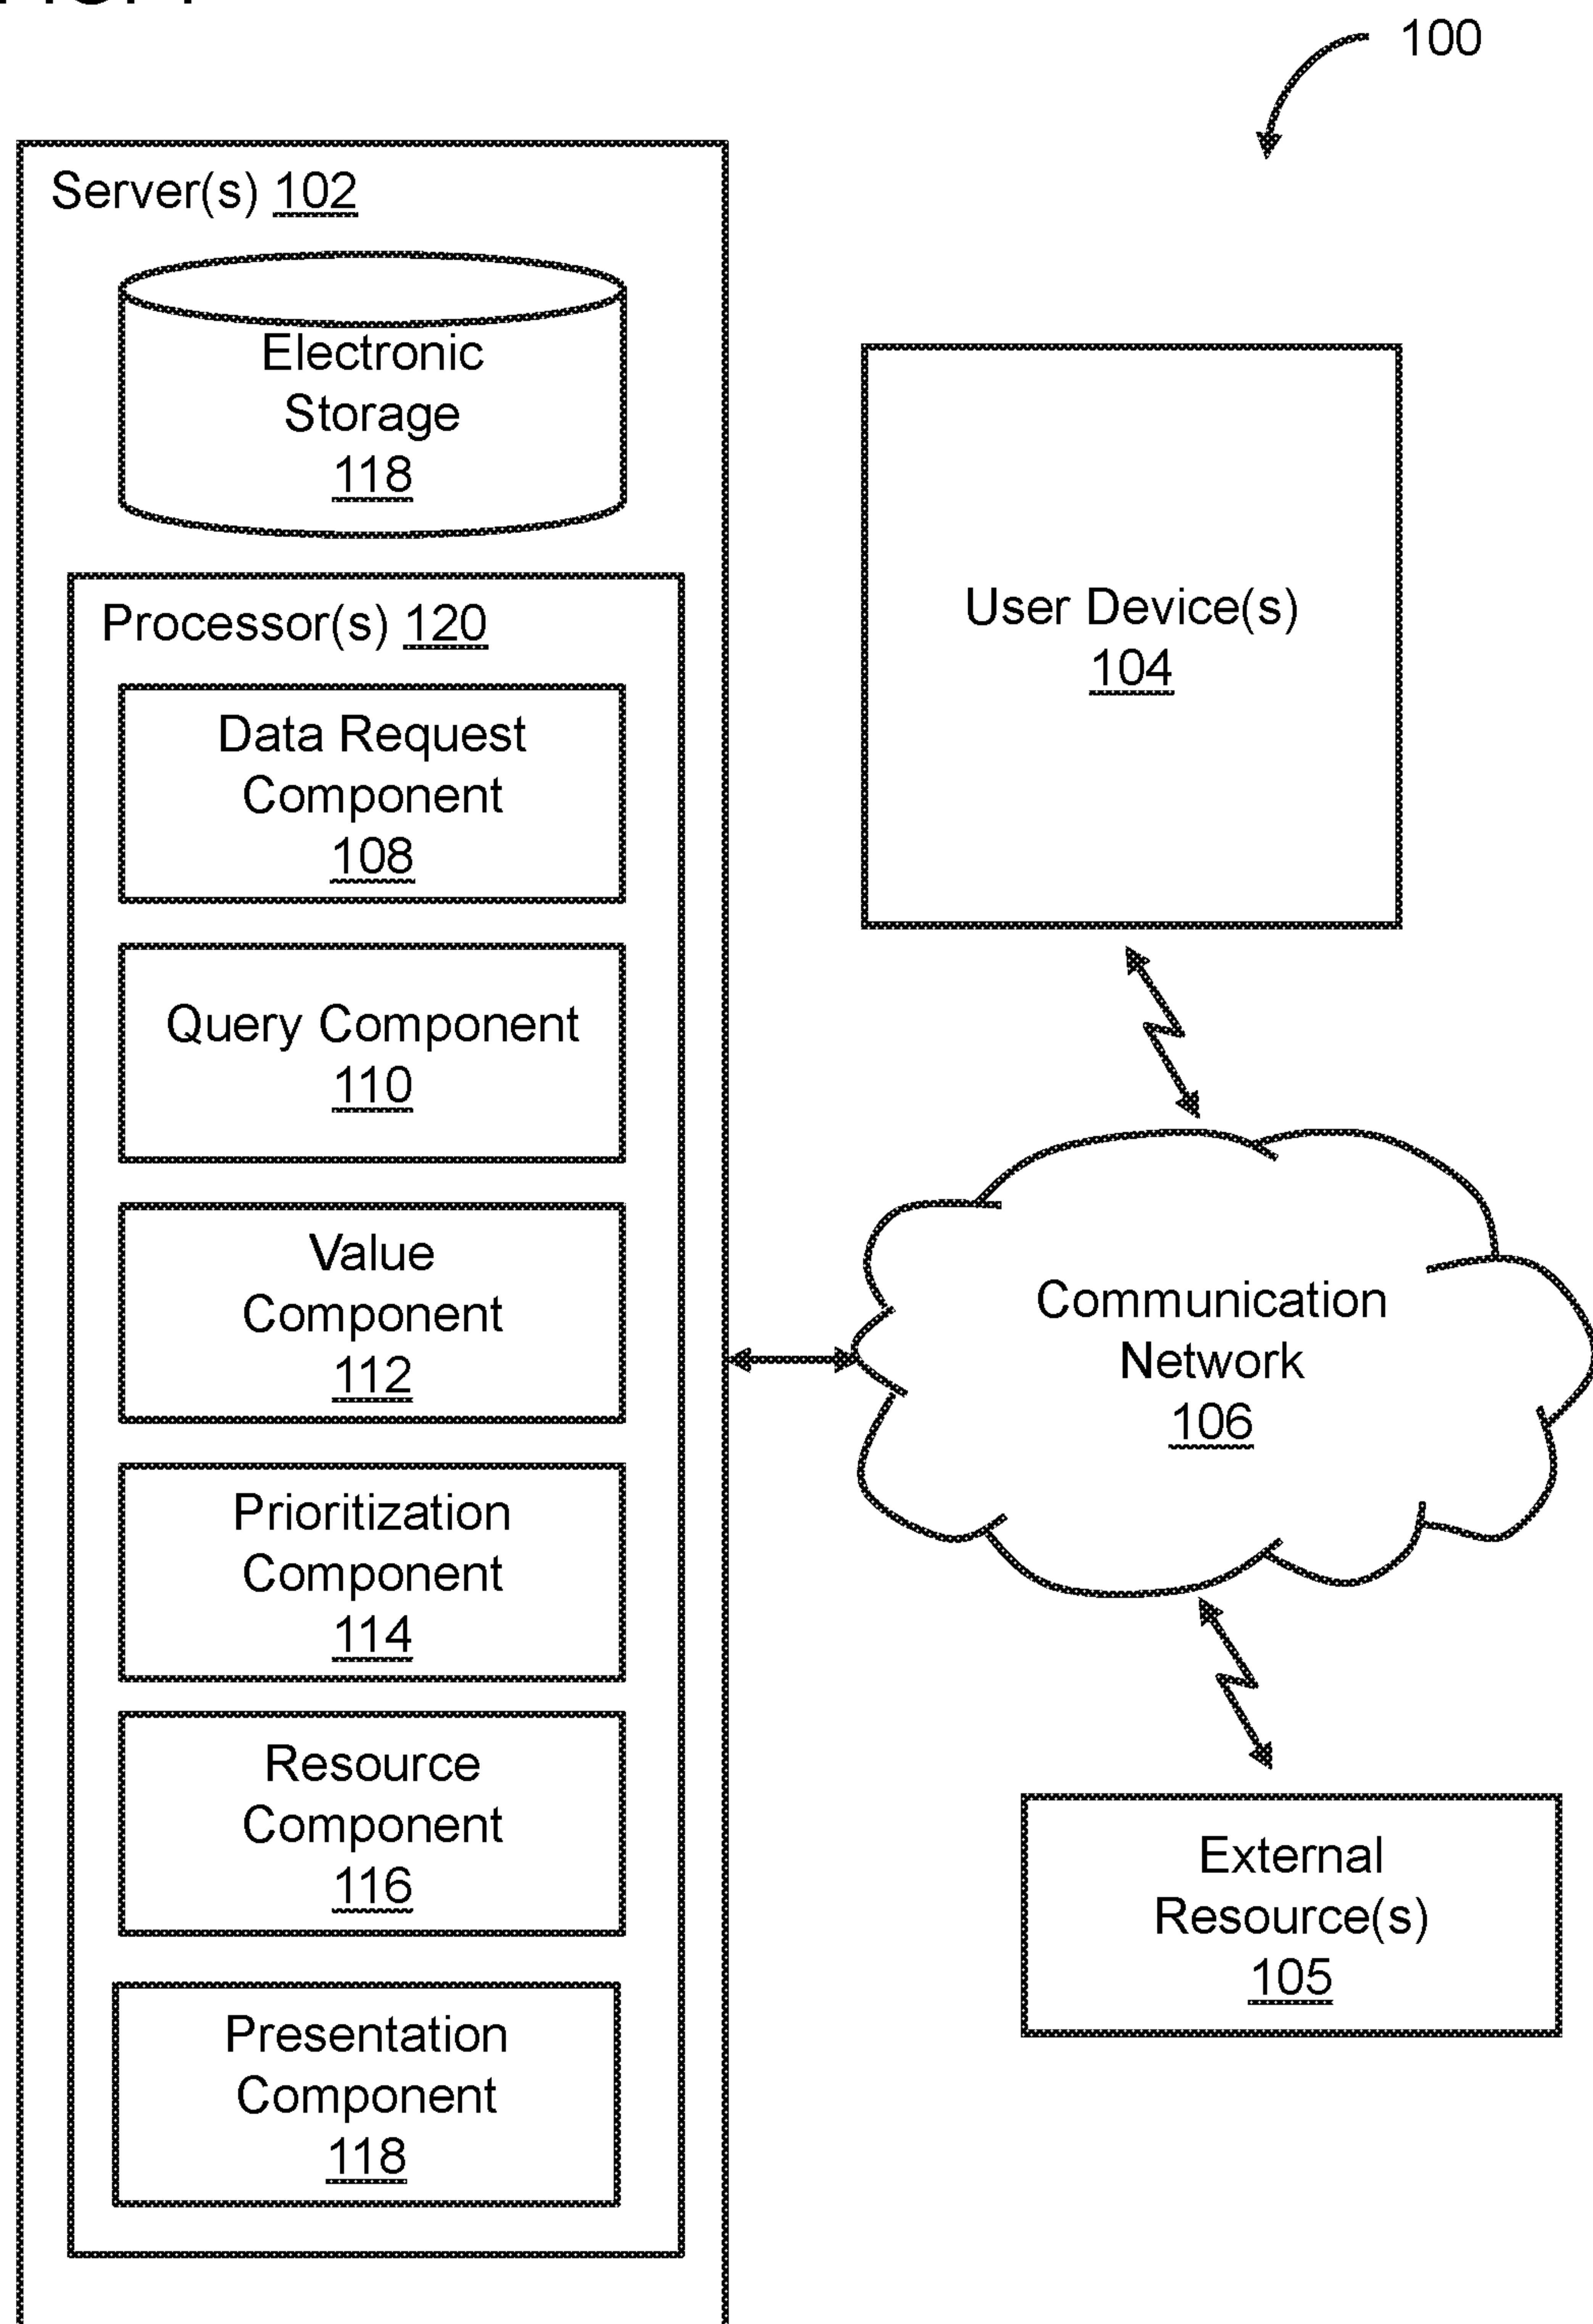 100
Server(s) 102
Electronic
Storage
118
Processor(s) 120
Data Request
Component
108
Query Component
110
Value
Component
112
Prioritization
Component
114
Resource
Component
116
Presentation
Component
118
User Device(s)
104
Communication
Network
106
External
Resource(s)
105